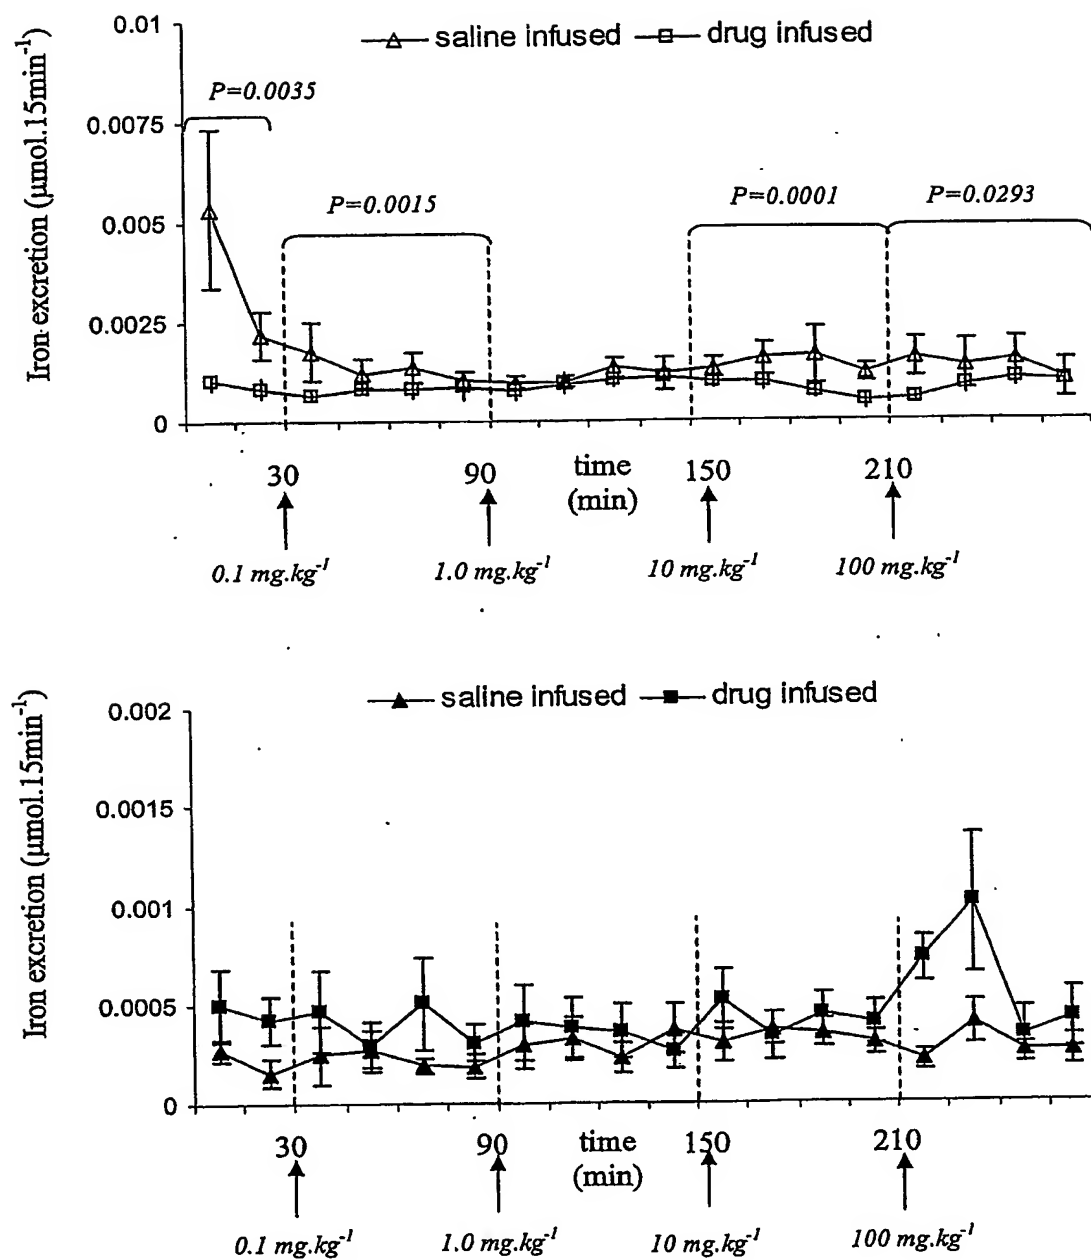 Iron excretion (µmol.15min⁻¹)
0.01
0.0075
0.005
0.0025
0
saline infused
drug infused
P=0.0035
P=0.0015
P=0.0001
P=0.0293
30
90
time
(min)
150
210
0.1 mg.kg⁻¹
1.0 mg.kg⁻¹
10 mg.kg⁻¹
100 mg.kg⁻¹
Iron excretion (µmol.15min⁻¹)
0.002
0.0015
0.001
0.0005
0
saline infused
drug infused
30
90
time
(min)
150
210
0.1 mg.kg⁻¹
1.0 mg.kg⁻¹
10 mg.kg⁻¹
100 mg.kg⁻¹